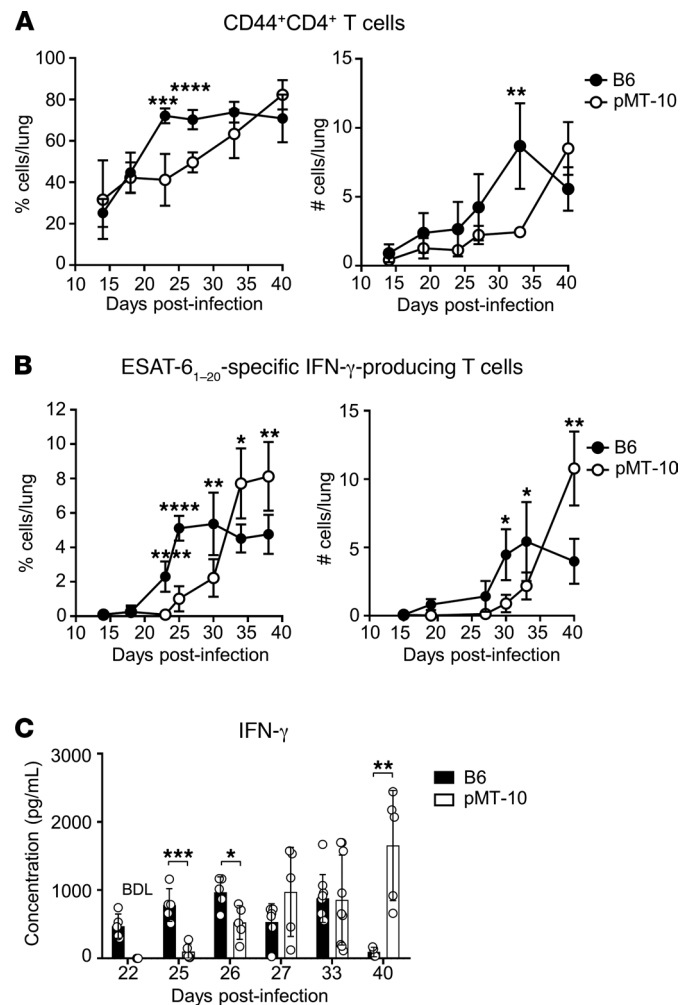 A
CD44+CD4+ T cells
% cells/lung
100
80
60
40
20
0
***
****
10 15 20 25 30 35 40
Days post-infection
# cells/lung
15
10
5
0
**
10 15 20 25 30 35 40
Days post-infection
B6
pMT-10
B
ESAT-61–20-specific IFN-γ-producing T cells
% cells/lung
12
10
8
6
4
2
0
****
****
**
*
**
10 15 20 25 30 35 40
Days post-infection
# cells/lung
15
10
5
0
*
*
**
10 15 20 25 30 35 40
Days post-infection
B6
pMT-10
C
IFN-γ
Concentration (pg/mL)
3000
2000
1000
0
BDL
***
*
**
22 25 26 27 33 40
Days post-infection
B6
pMT-10